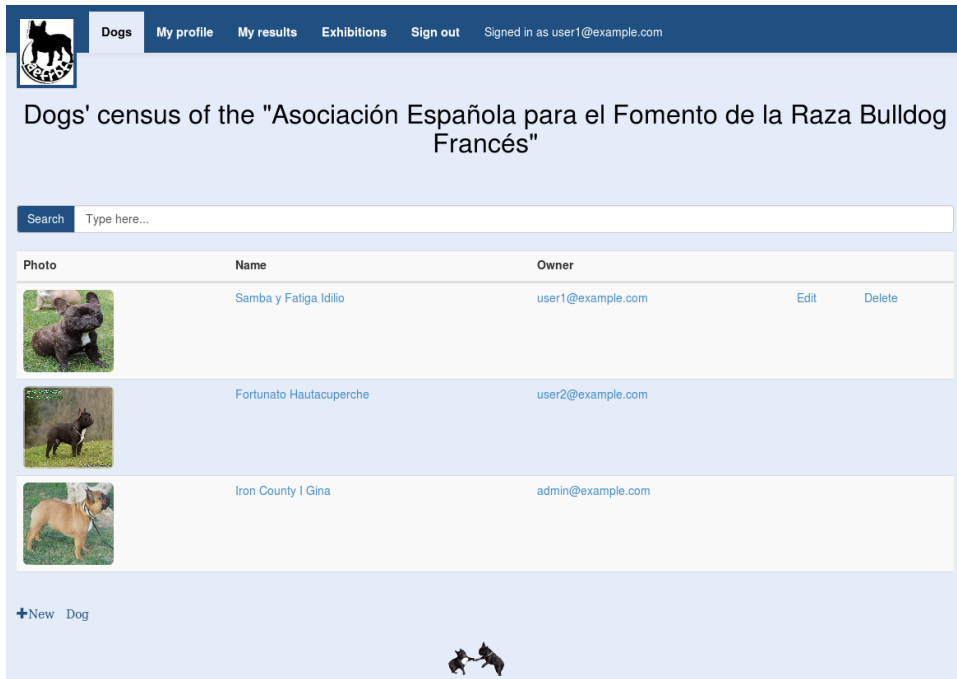 Dogs My profile My results Exhibitions Sign out Signed in as user1@example.com
aefrbf
Dogs' census of the "Asociación Española para el Fomento de la Raza Bulldog
Francés"
Search Type here...
Photo Name Owner
Samba y Fatiga Idilio user1@example.com Edit Delete
Fortunato Hautacuperche user2@example.com
Iron County I Gina admin@example.com
New Dog